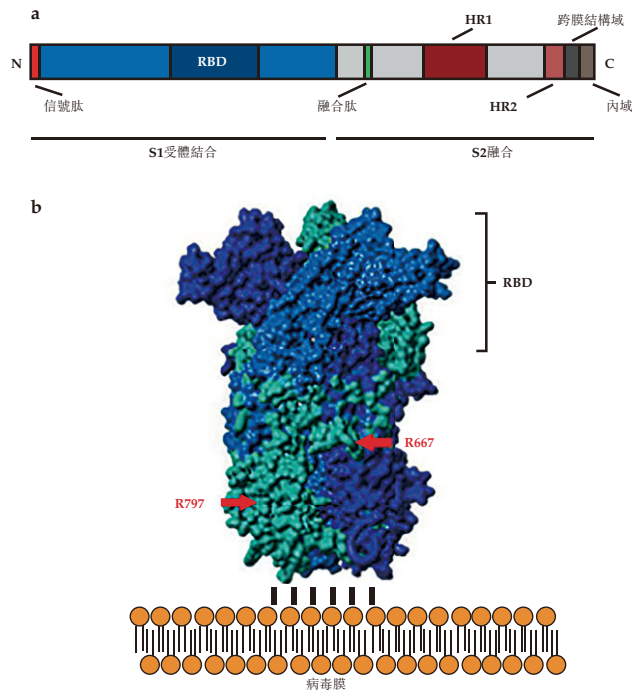 a
跨膜結構域
HR1
N
RBD
C
信號肽
融合肽
HR2
內域
S1受體結合
S2融合
b
RBD
R667
R797
病毒膜